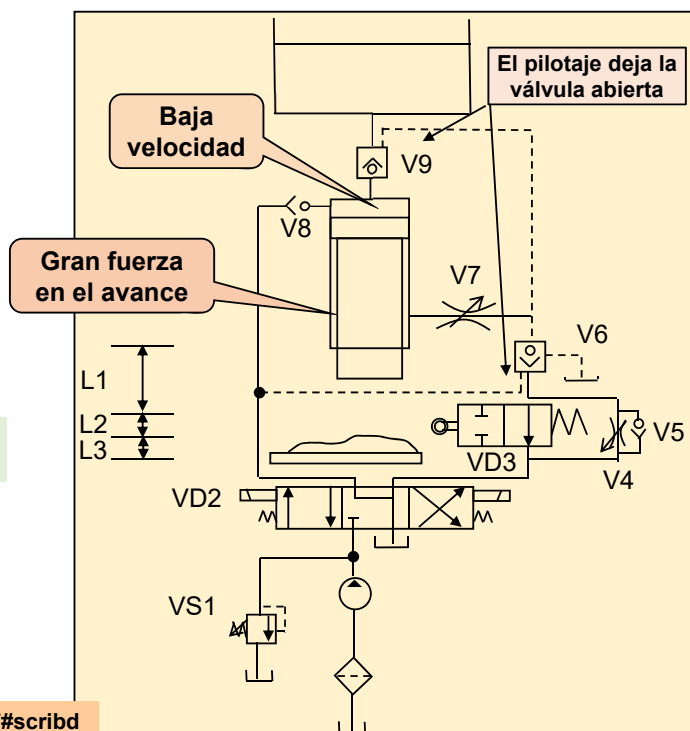 El pilotaje deja la
válvula abierta
Baja
velocidad
V9
V8
Gran fuerza
en el avance
V7
V6
L1
L2
L3
V5
VD3
V4
VD2
VS1
#scribd